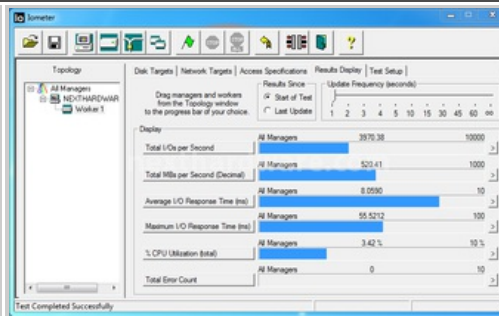 Iometer
Topology
All Managers
NEXTHARDWAR
Worker 1
Disk Targets | Network Targets | Access Specifications | Results Display | Test Setup
Drag managers and workers
from the Topology window
to the progress bar of your choice.
Results Since
Start of Test
Last Update
Update Frequency (seconds)
1 2 3 4 5 10 15 30 45 60 ∞
Display
All Managers 3970.38 10000
Total I/Os per Second
All Managers 520.41 1000
Total MBs per Second (Decimal)
All Managers 8.0590 10
Average I/O Response Time (ms)
All Managers 55.5212 100
Maximum I/O Response Time (ms)
All Managers 3.42 % 10 %
% CPU Utilization (total)
All Managers 0 10
Total Error Count
Test Completed Successfully